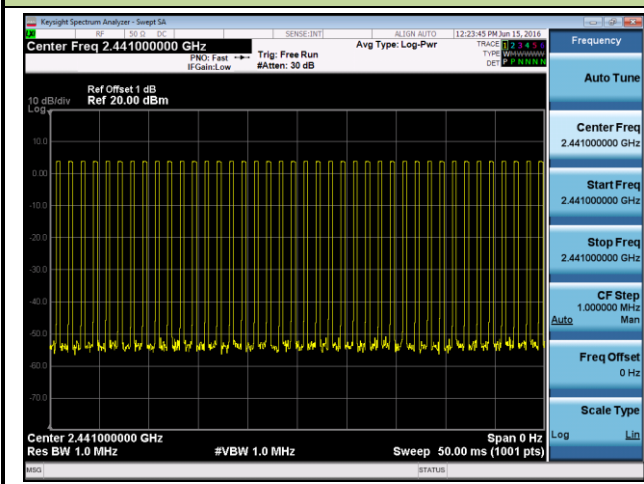 Keysight Spectrum Analyzer - Swept SA
RF 50 Ω DC SENSE:INT ALIGN AUTO 12:23:45 PM Jun 15, 2016
Center Freq 2.441000000 GHz
PNO: Fast
IFGain:Low
Trig: Free Run
#Atten: 30 dB
Avg Type: Log-Pwr
TRACE 1 2 3 4 5 6
TYPE WMWWWW
DET P P N N N N
Ref Offset 1 dB
10 dB/div Ref 20.00 dBm
Log
10.0
0.00
-10.0
-20.0
-30.0
-40.0
-50.0
-60.0
-70.0
Center 2.441000000 GHz Span 0 Hz
Res BW 1.0 MHz #VBW 1.0 MHz Sweep 50.00 ms (1001 pts)
MSG STATUS
Frequency
Auto Tune
Center Freq
2.441000000 GHz
Start Freq
2.441000000 GHz
Stop Freq
2.441000000 GHz
CF Step
1.000000 MHz
Auto Man
Freq Offset
0 Hz
Scale Type
Log Lin